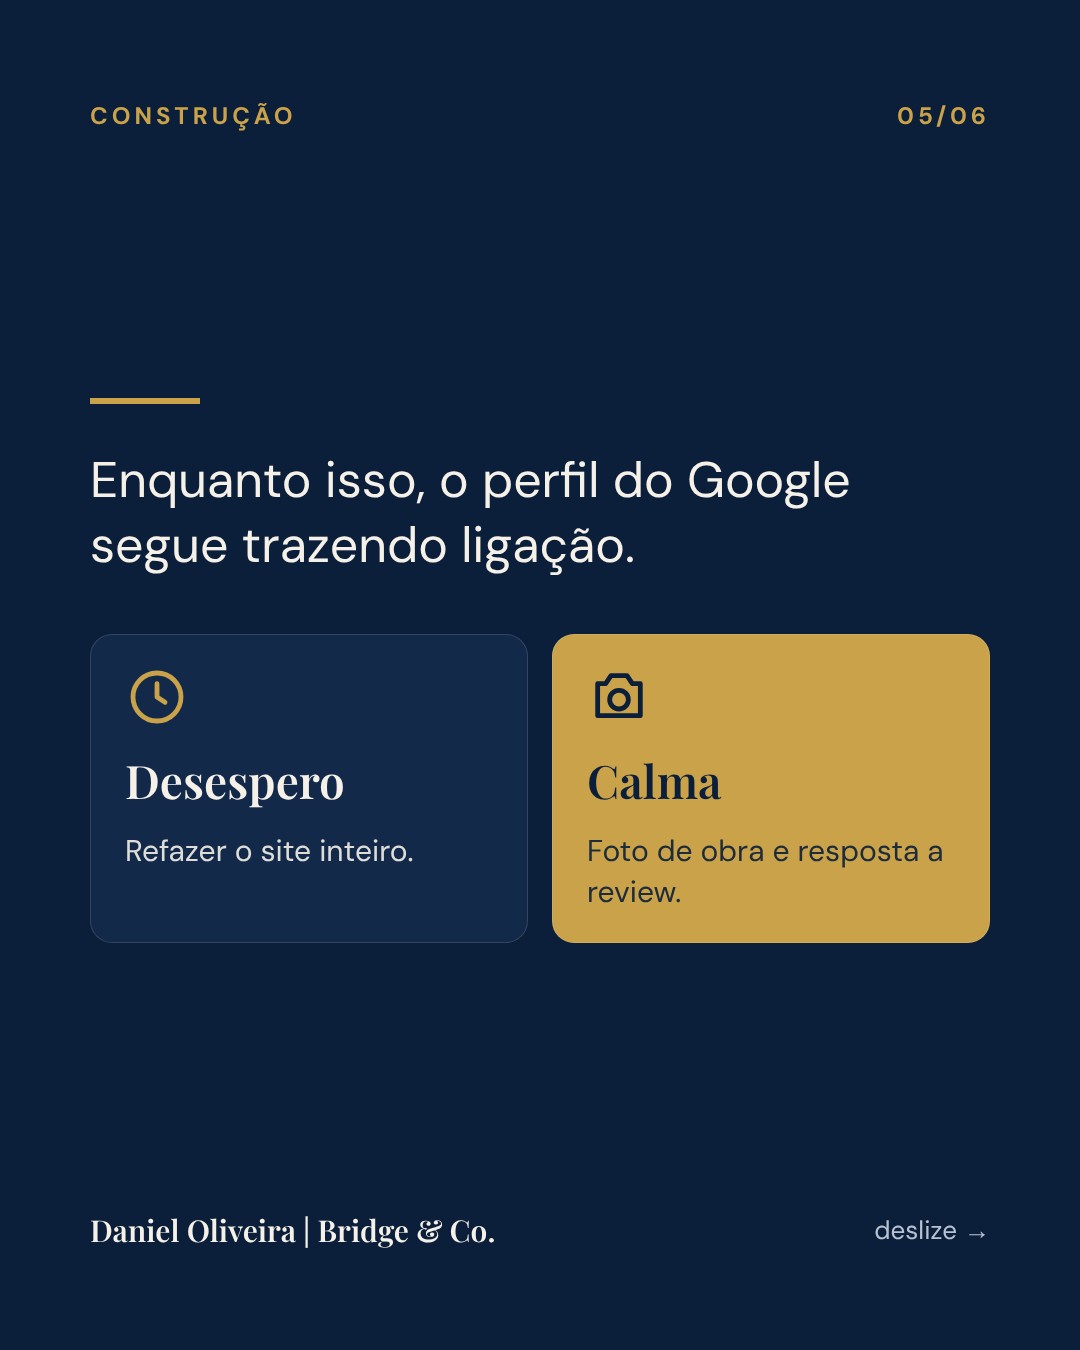 CONSTRUÇÃO
05/06
Enquanto isso, o perfil do Google
segue trazendo ligação.
Desespero
Refazer o site inteiro.
Calma
Foto de obra e resposta a
review.
Daniel Oliveira | Bridge & Co.
deslize →